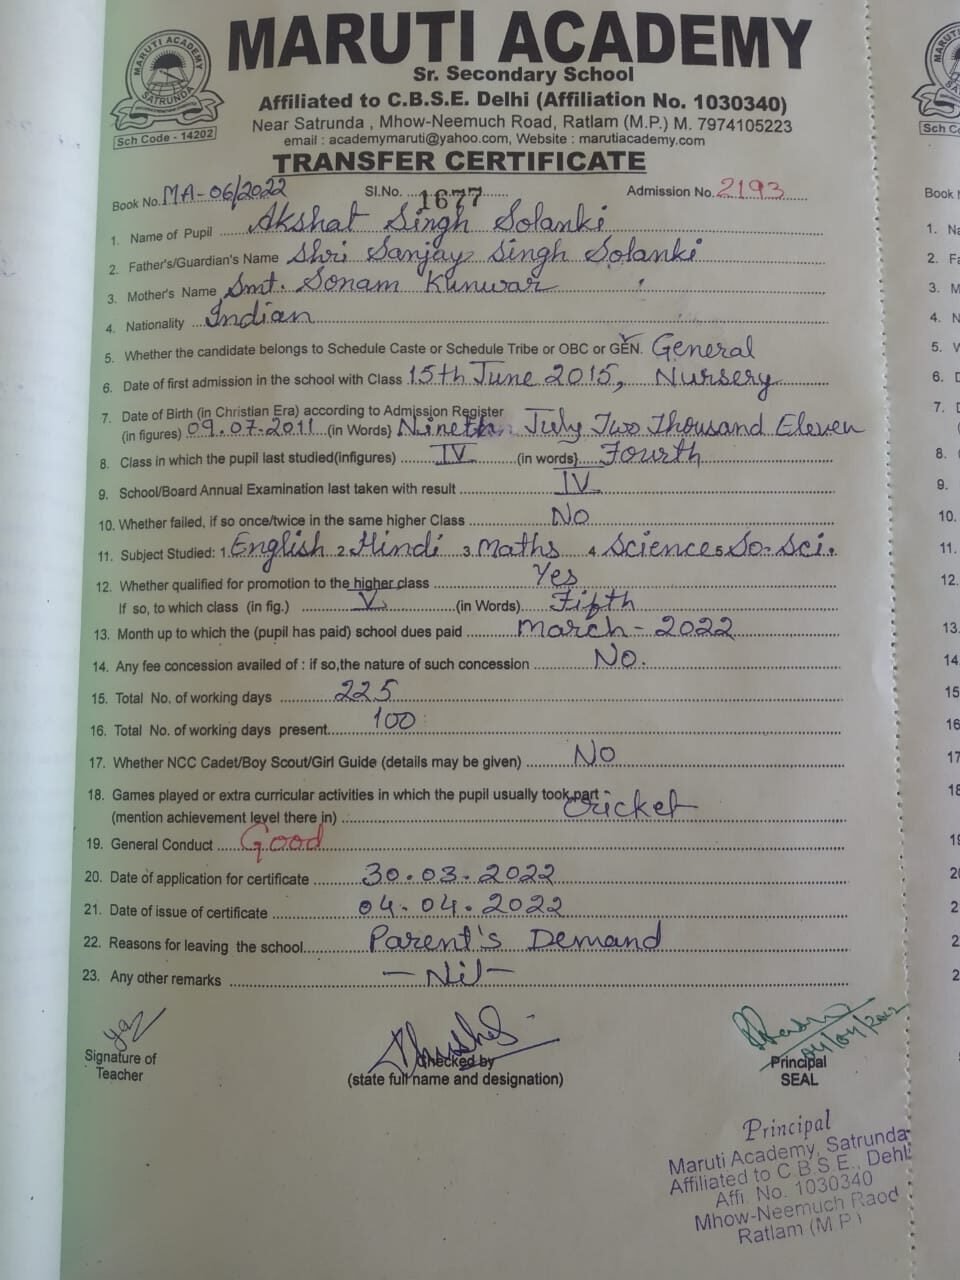 MARUTI ACADEMY
SATRUNDA
Sch Code - 14202
MARUTI ACADEMY
Sr. Secondary School
Affiliated to C.B.S.E. Delhi (Affiliation No. 1030340)
Near Satrunda , Mhow-Neemuch Road, Ratlam (M.P.) M. 7974105223
email : academymaruti@yahoo.com, Website : marutiacademy.com
TRANSFER CERTIFICATE
Book No. MA-06/2022 Sl.No. 1677 Admission No. 2193
1. Name of Pupil Akshat Singh Solanki
2. Father's/Guardian's Name Shri Sanjay Singh Solanki
3. Mother's Name Smt. Sonam Kunwar
4. Nationality Indian
5. Whether the candidate belongs to Schedule Caste or Schedule Tribe or OBC or GEN. General
6. Date of first admission in the school with Class 15th June 2015, Nursery
7. Date of Birth (in Christian Era) according to Admission Register
(in figures) 09.07.2011 (in Words) Nineth July Two Thousand Eleven
8. Class in which the pupil last studied(infigures) IV (in words) Fourth
9. School/Board Annual Examination last taken with result IV
10. Whether failed, if so once/twice in the same higher Class No
11. Subject Studied: 1. English 2. Hindi 3. Maths 4. Science 5. So. Sci.
12. Whether qualified for promotion to the higher class Yes
If so, to which class (in fig.) V (in Words) Fifth
13. Month up to which the (pupil has paid) school dues paid March-2022
14. Any fee concession availed of : if so,the nature of such concession No.
15. Total No. of working days 225
16. Total No. of working days present 100
17. Whether NCC Cadet/Boy Scout/Girl Guide (details may be given) No
18. Games played or extra curricular activities in which the pupil usually took part -
(mention achievement level there in) Cricket
19. General Conduct Good
20. Date of application for certificate 30.03.2022
21. Date of issue of certificate 04.04.2022
22. Reasons for leaving the school Parent's Demand
23. Any other remarks - Nil -
04/04/2022
Signature of
Teacher
Checked by
(state full name and designation)
Principal
SEAL
Principal
Maruti Academy, Satrunda
Affiliated to C.B.S.E., Dehli
Affi. No. 1030340
Mhow-Neemuch Raod
Ratlam (M.P.)